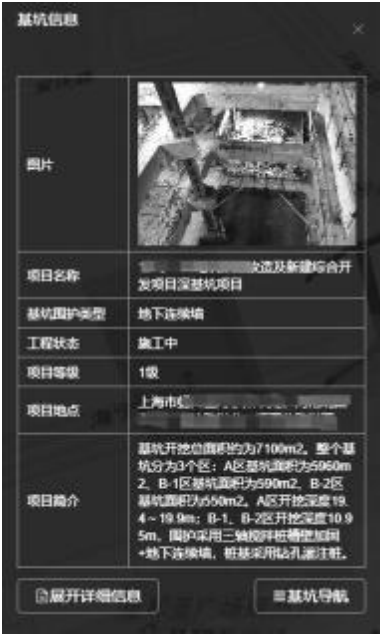 基坑信息
图片
项目名称
改造及新建综合开
发项目深基坑项目
基坑围护类型
地下连续墙
工程状态
施工中
项目等级
1级
项目地点
上海市虹
项目简介
基坑开挖总面积约为7100m2。整个基
坑分为3个区：A区基坑面积为5960m
2，B-1区基坑面积为590m2，B-2区
基坑面积为550m2。A区开挖深度19.
4～19.9m；B-1、B-2区开挖深度10.9
5m，围护采用三轴搅拌桩槽壁加固
+地下连续墙，桩基采用钻孔灌注桩。
展开详细信息
基坑导航